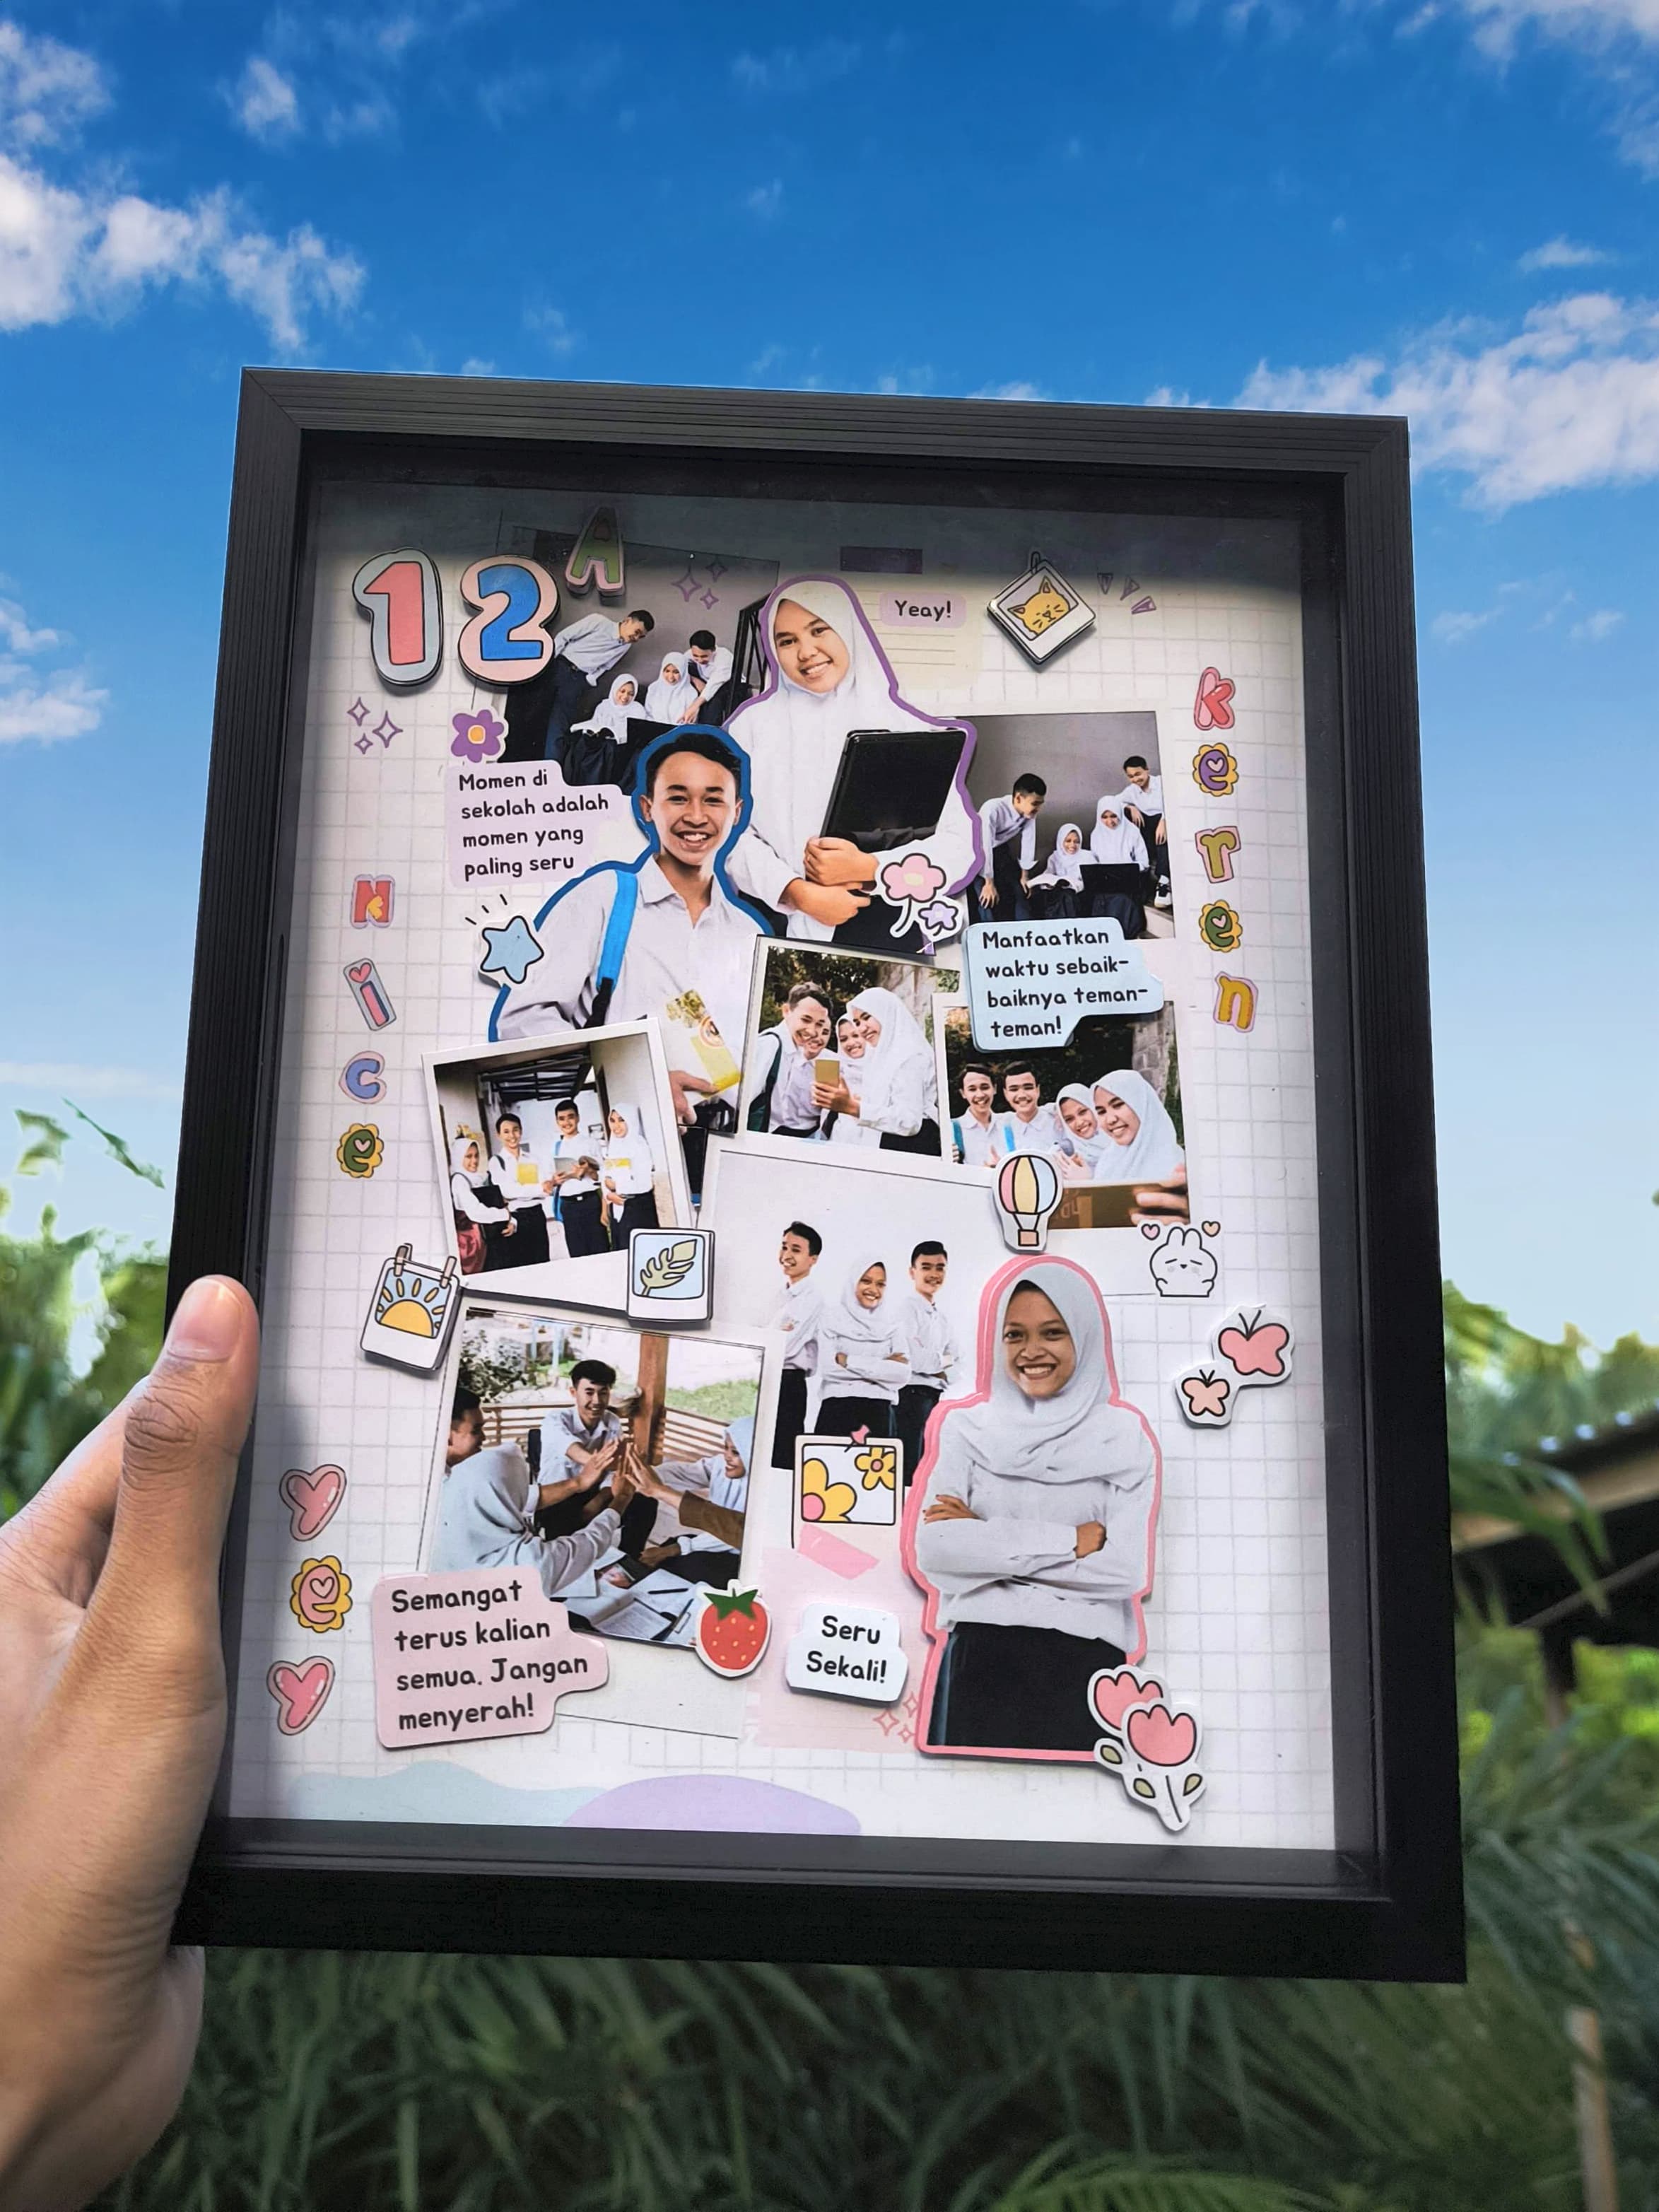 12 A
Yeay!
Momen di
sekolah adalah
momen yang
paling seru
keren
Nice
Manfaatkan
waktu sebaik-
baiknya teman-
teman!
yey
Semangat
terus kalian
semua. Jangan
menyerah!
Seru
Sekali!